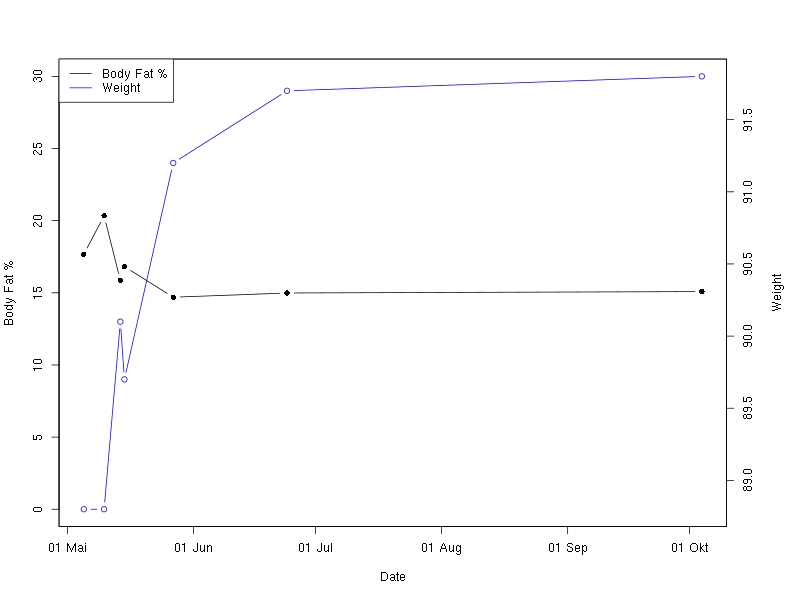 Body Fat %
Weight
30
25
20
15
10
5
0
Body Fat %
91.5
91.0
90.5
90.0
89.5
89.0
Weight
01 Mai
01 Jun
01 Jul
01 Aug
01 Sep
01 Okt
Date